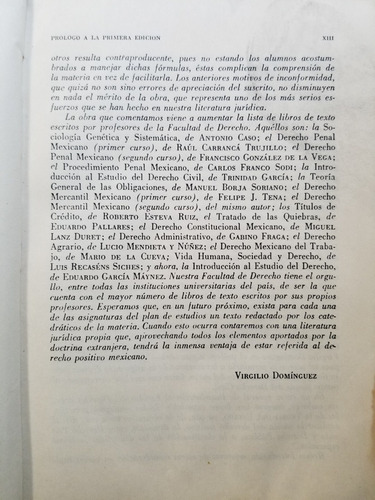 PROLOGO A LA PRIMERA EDICION XIII
otros resulta contraproducente, pues no estando los alumnos acostum-
brados a manejar dichas fórmulas, éstas complican la comprensión de
la materia en vez de facilitarla. Los anteriores motivos de inconformidad,
que quizá no son sino errores de apreciación del suscrito, no disminuyen
en nada el mérito de la obra, que representa uno de los más serios es-
fuerzos que se han hecho en nuestra literatura jurídica.
La obra que comentamos viene a aumentar la lista de libros de texto
escritos por profesores de la Facultad de Derecho. Aquéllos son: la So-
ciología Genética y Sistemática, de ANTONIO CASO; el Derecho Penal
Mexicano (primer curso), de RAÚL CARRANCÁ TRUJILLO; el Derecho
Penal Mexicano (segundo curso), de FRANCISCO GONZÁLEZ DE LA VEGA;
el Procedimiento Penal Mexicano, de CARLOS FRANCO SODI; la Intro-
ducción al Estudio del Derecho Civil, de TRINIDAD GARCÍA; la Teoría
General de las Obligaciones, de MANUEL BORJA SORIANO; el Derecho
Mercantil Mexicano (primer curso), de FELIPE J. TENA; el Derecho
Mercantil Mexicano (segundo curso), del mismo autor; los Títulos de
Crédito, de ROBERTO ESTEVA RUIZ, el Tratado de las Quiebras, de
EDUARDO PALLARES; el Derecho Constitucional Mexicano, de MIGUEL
LANZ DURET; el Derecho Administrativo, de GABINO FRAGA; el Derecho
Agrario, de LUCIO MENDIETA Y NÚÑEZ; el Derecho Mexicano del Traba-
jo, de MARIO DE LA CUEVA; Vida Humana, Sociedad y Derecho, de
LUIS RECASÉNS SICHES; y ahora, la Introducción al Estudio del Derecho,
de EDUARDO GARCÍA MÁYNEZ. Nuestra Facultad de Derecho tiene el orgu-
llo, entre todas las instituciones universitarias del país, de ser la que
cuenta con el mayor número de libros de texto escritos por sus propios
profesores. Esperamos que, en un futuro próximo, exista para cada una
de las asignaturas del plan de estudios un texto redactado por los cate-
dráticos de la materia. Cuando esto ocurra contaremos con una literatura
jurídica propia que, aprovechando todos los elementos aportados por la
doctrina extranjera, tendrá la inmensa ventaja de estar referida al de-
recho positivo mexicano.
VIRGILIO DOMÍNGUEZ